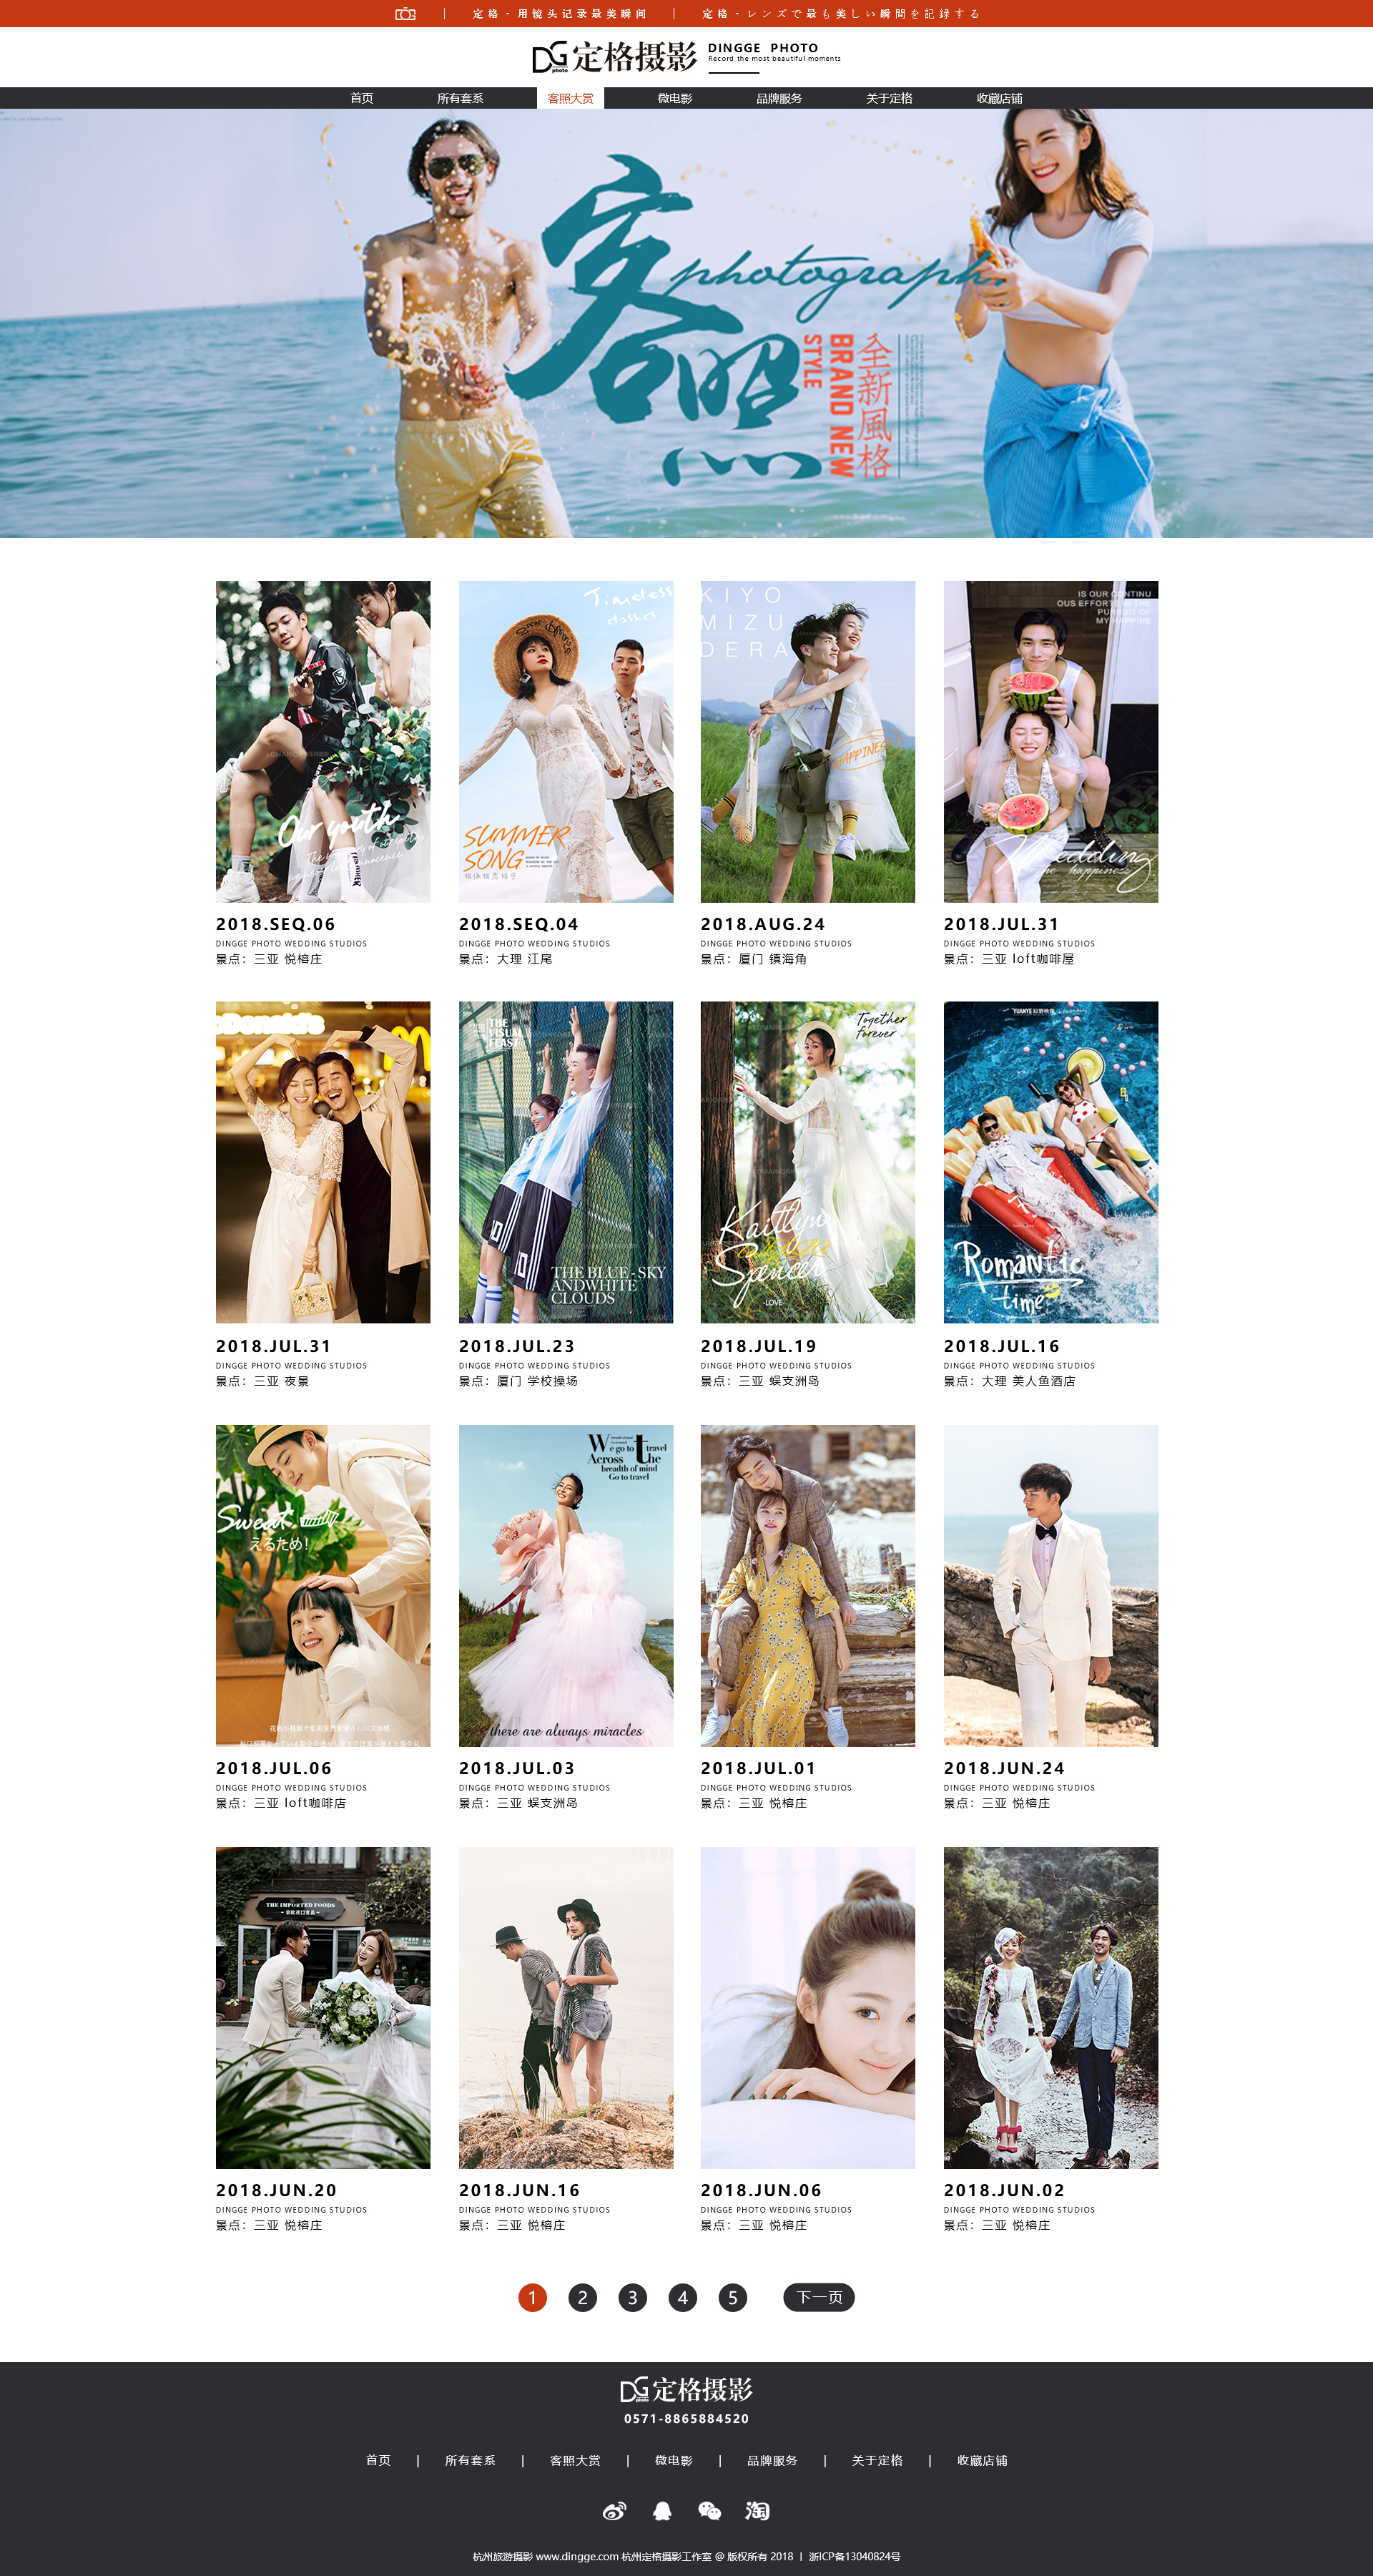 定格 - 用镜头记录最美瞬间 | 定格 - レンズで最も美しい瞬間を記録する
DG photo 定格摄影 DINGGE PHOTO
Record the most beautiful moments
首页 所有套系 客照大赏 微电影 品牌服务 关于定格 收藏店铺
客照
photograph.
全新風格
BRAND NEW
STYLE
Our youth
Timeless
classics
SUMMER
SONG
KIYO
MIZU
DERA
HAPPINESS
IS OUR CONTINU
OUS EFFORTS IN THE
PURSUIT OF
MY HAPPINE
Wedding
the happiness
2018.SEQ.06 2018.SEQ.04 2018.AUG.24 2018.JUL.31
DINGGE PHOTO WEDDING STUDIOS DINGGE PHOTO WEDDING STUDIOS DINGGE PHOTO WEDDING STUDIOS DINGGE PHOTO WEDDING STUDIOS
景点：三亚 悦榕庄 景点：大理 江尾 景点：厦门 镇海角 景点：三亚 loft咖啡屋
THE
VISUAL
FEAST
THE BLUE-SKY
ANDWHITE
CLOUDS
Together
forever
Kaitlyn
Spencer
-LOVE-
Romantic
time
2018.JUL.31 2018.JUL.23 2018.JUL.19 2018.JUL.16
DINGGE PHOTO WEDDING STUDIOS DINGGE PHOTO WEDDING STUDIOS DINGGE PHOTO WEDDING STUDIOS DINGGE PHOTO WEDDING STUDIOS
景点：三亚 夜景 景点：厦门 学校操场 景点：三亚 蜈支洲岛 景点：大理 美人鱼酒店
Sweat
えるため!
We go to travel
Across the
breadth of mind
Go to travel
there are always miracles
2018.JUL.06 2018.JUL.03 2018.JUL.01 2018.JUN.24
DINGGE PHOTO WEDDING STUDIOS DINGGE PHOTO WEDDING STUDIOS DINGGE PHOTO WEDDING STUDIOS DINGGE PHOTO WEDDING STUDIOS
景点：三亚 loft咖啡店 景点：三亚 蜈支洲岛 景点：三亚 悦榕庄 景点：三亚 悦榕庄
THE IMPORTED FOODS
2018.JUN.20 2018.JUN.16 2018.JUN.06 2018.JUN.02
DINGGE PHOTO WEDDING STUDIOS DINGGE PHOTO WEDDING STUDIOS DINGGE PHOTO WEDDING STUDIOS DINGGE PHOTO WEDDING STUDIOS
景点：三亚 悦榕庄 景点：三亚 悦榕庄 景点：三亚 悦榕庄 景点：三亚 悦榕庄
1 2 3 4 5 下一页
DG photo 定格摄影
0571-8865884520
首页 | 所有套系 | 客照大赏 | 微电影 | 品牌服务 | 关于定格 | 收藏店铺
淘
杭州旅游摄影 www.dingge.com 杭州定格摄影工作室 @ 版权所有 2018 | 浙ICP备13040824号